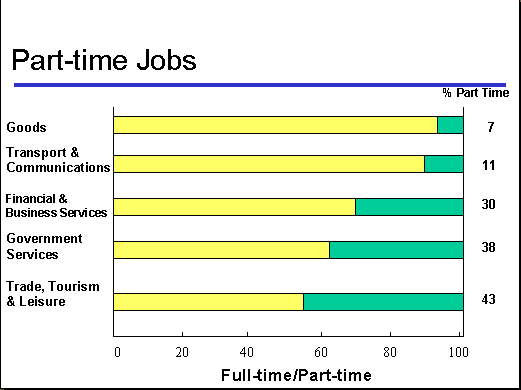 Part-time Jobs
% Part Time
Goods 7
Transport &
Communications 11
Financial &
Business Services 30
Government
Services 38
Trade, Tourism
& Leisure 43
0 20 40 60 80 100
Full-time/Part-time